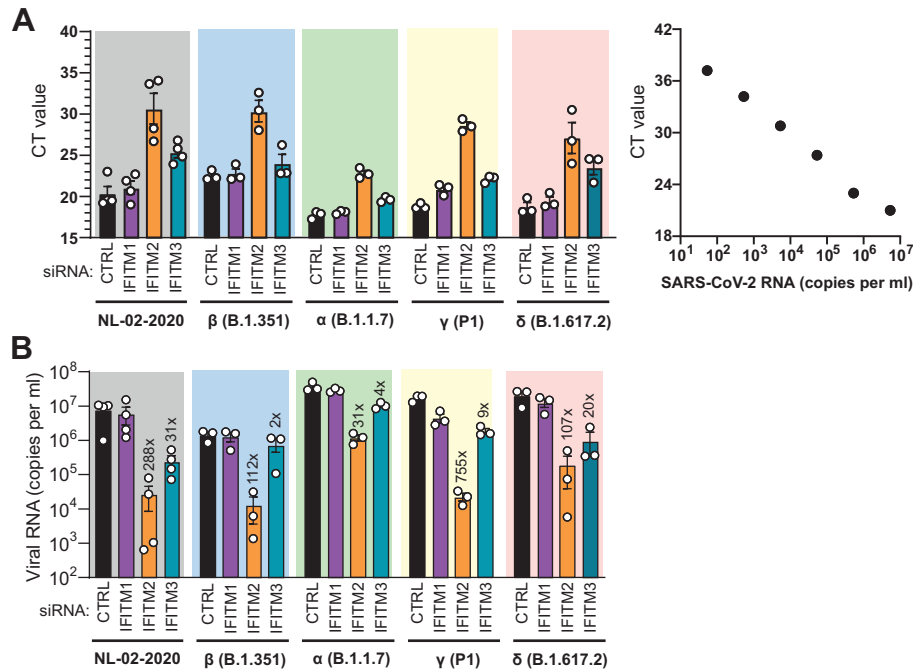 A
CT value
40
35
30
25
20
15
siRNA:
CTRL IFITM1 IFITM2 IFITM3 CTRL IFITM1 IFITM2 IFITM3 CTRL IFITM1 IFITM2 IFITM3 CTRL IFITM1 IFITM2 IFITM3 CTRL IFITM1 IFITM2 IFITM3
NL-02-2020 β (B.1.351) α (B.1.1.7) γ (P1) δ (B.1.617.2)
CT value
42
36
30
24
18
10¹ 10² 10³ 10⁴ 10⁵ 10⁶ 10⁷
SARS-CoV-2 RNA (copies per ml)
B
Viral RNA (copies per ml)
10⁸
10⁷
10⁶
10⁵
10⁴
10³
10²
288x 31x 112x 2x 31x 4x 755x 9x 107x 20x
siRNA:
CTRL IFITM1 IFITM2 IFITM3 CTRL IFITM1 IFITM2 IFITM3 CTRL IFITM1 IFITM2 IFITM3 CTRL IFITM1 IFITM2 IFITM3 CTRL IFITM1 IFITM2 IFITM3
NL-02-2020 β (B.1.351) α (B.1.1.7) γ (P1) δ (B.1.617.2)